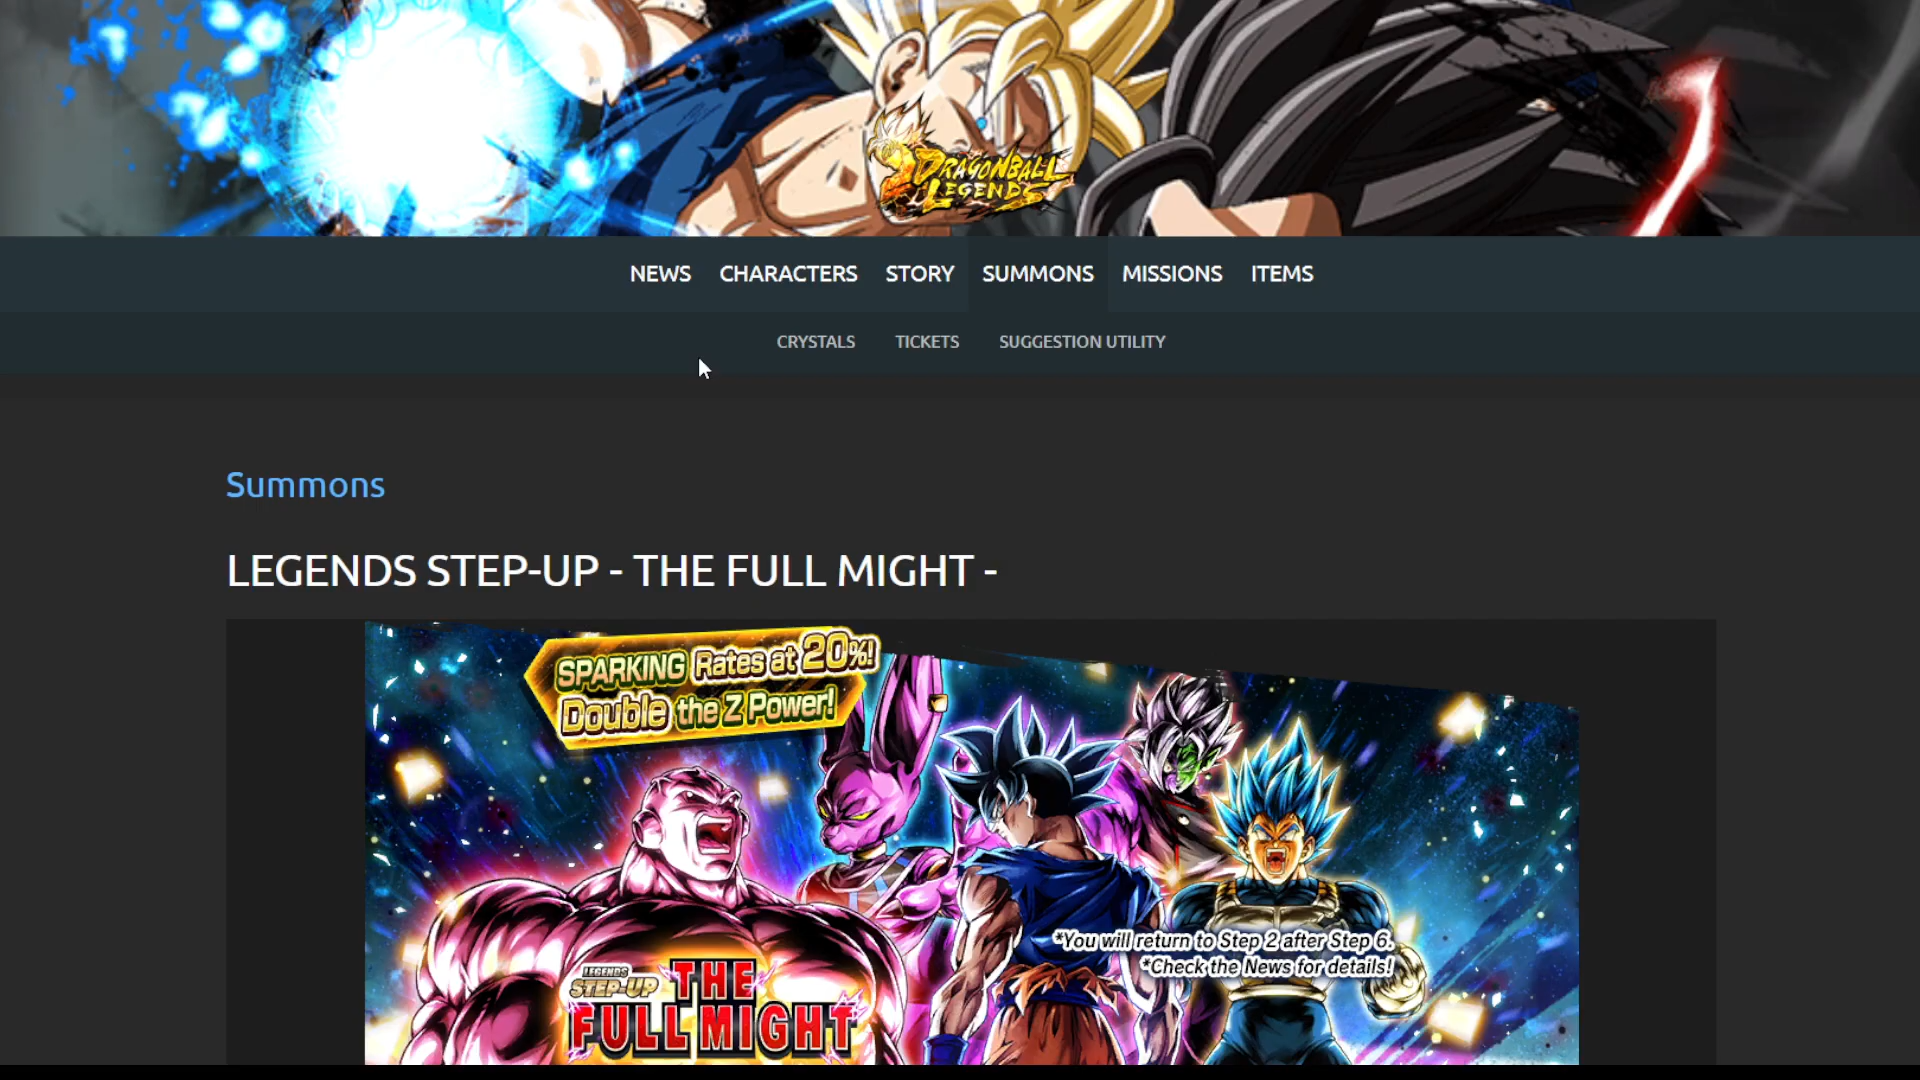 DRAGONBALL
LEGENDS
NEWS CHARACTERS STORY SUMMONS MISSIONS ITEMS
CRYSTALS TICKETS SUGGESTION UTILITY
Summons
LEGENDS STEP-UP - THE FULL MIGHT -
SPARKING Rates at 20%!
Double the Z Power!
*You will return to Step 2 after Step 6.
*Check the News for details!
LEGENDS
STEP-UP THE
FULL MIGHT